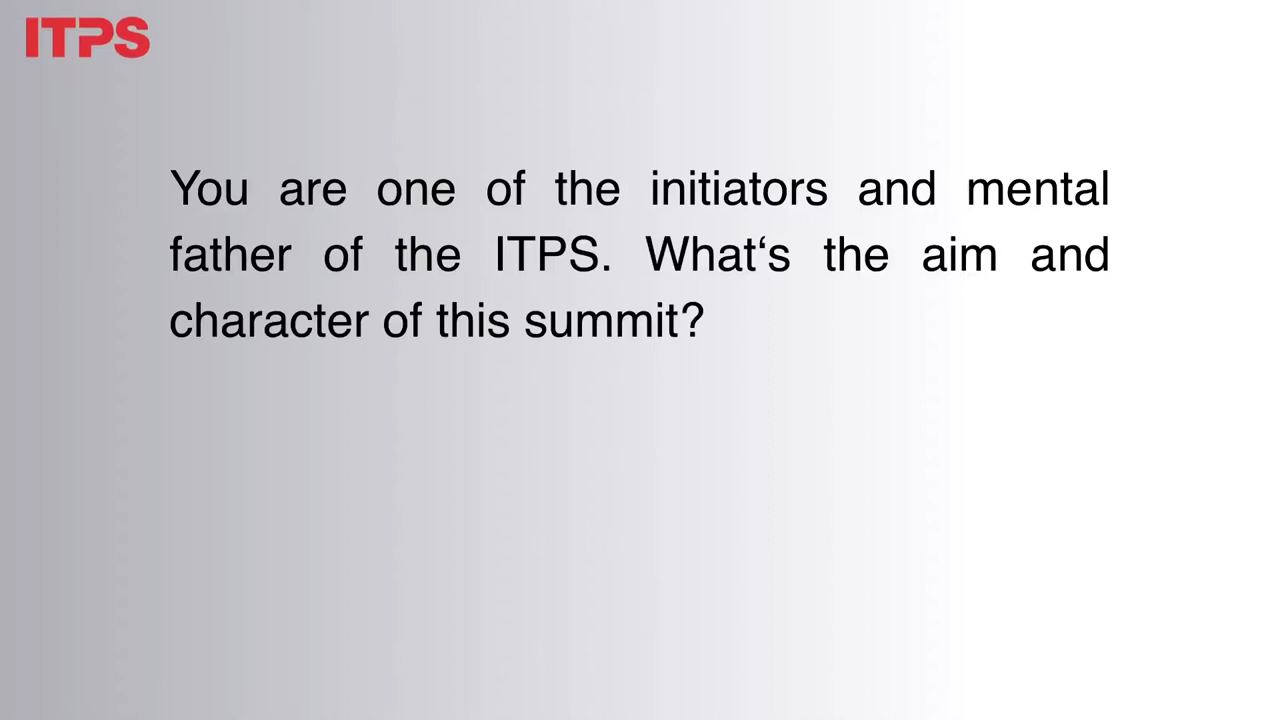 ITPS
You are one of the initiators and mental
father of the ITPS. What‘s the aim and
character of this summit?